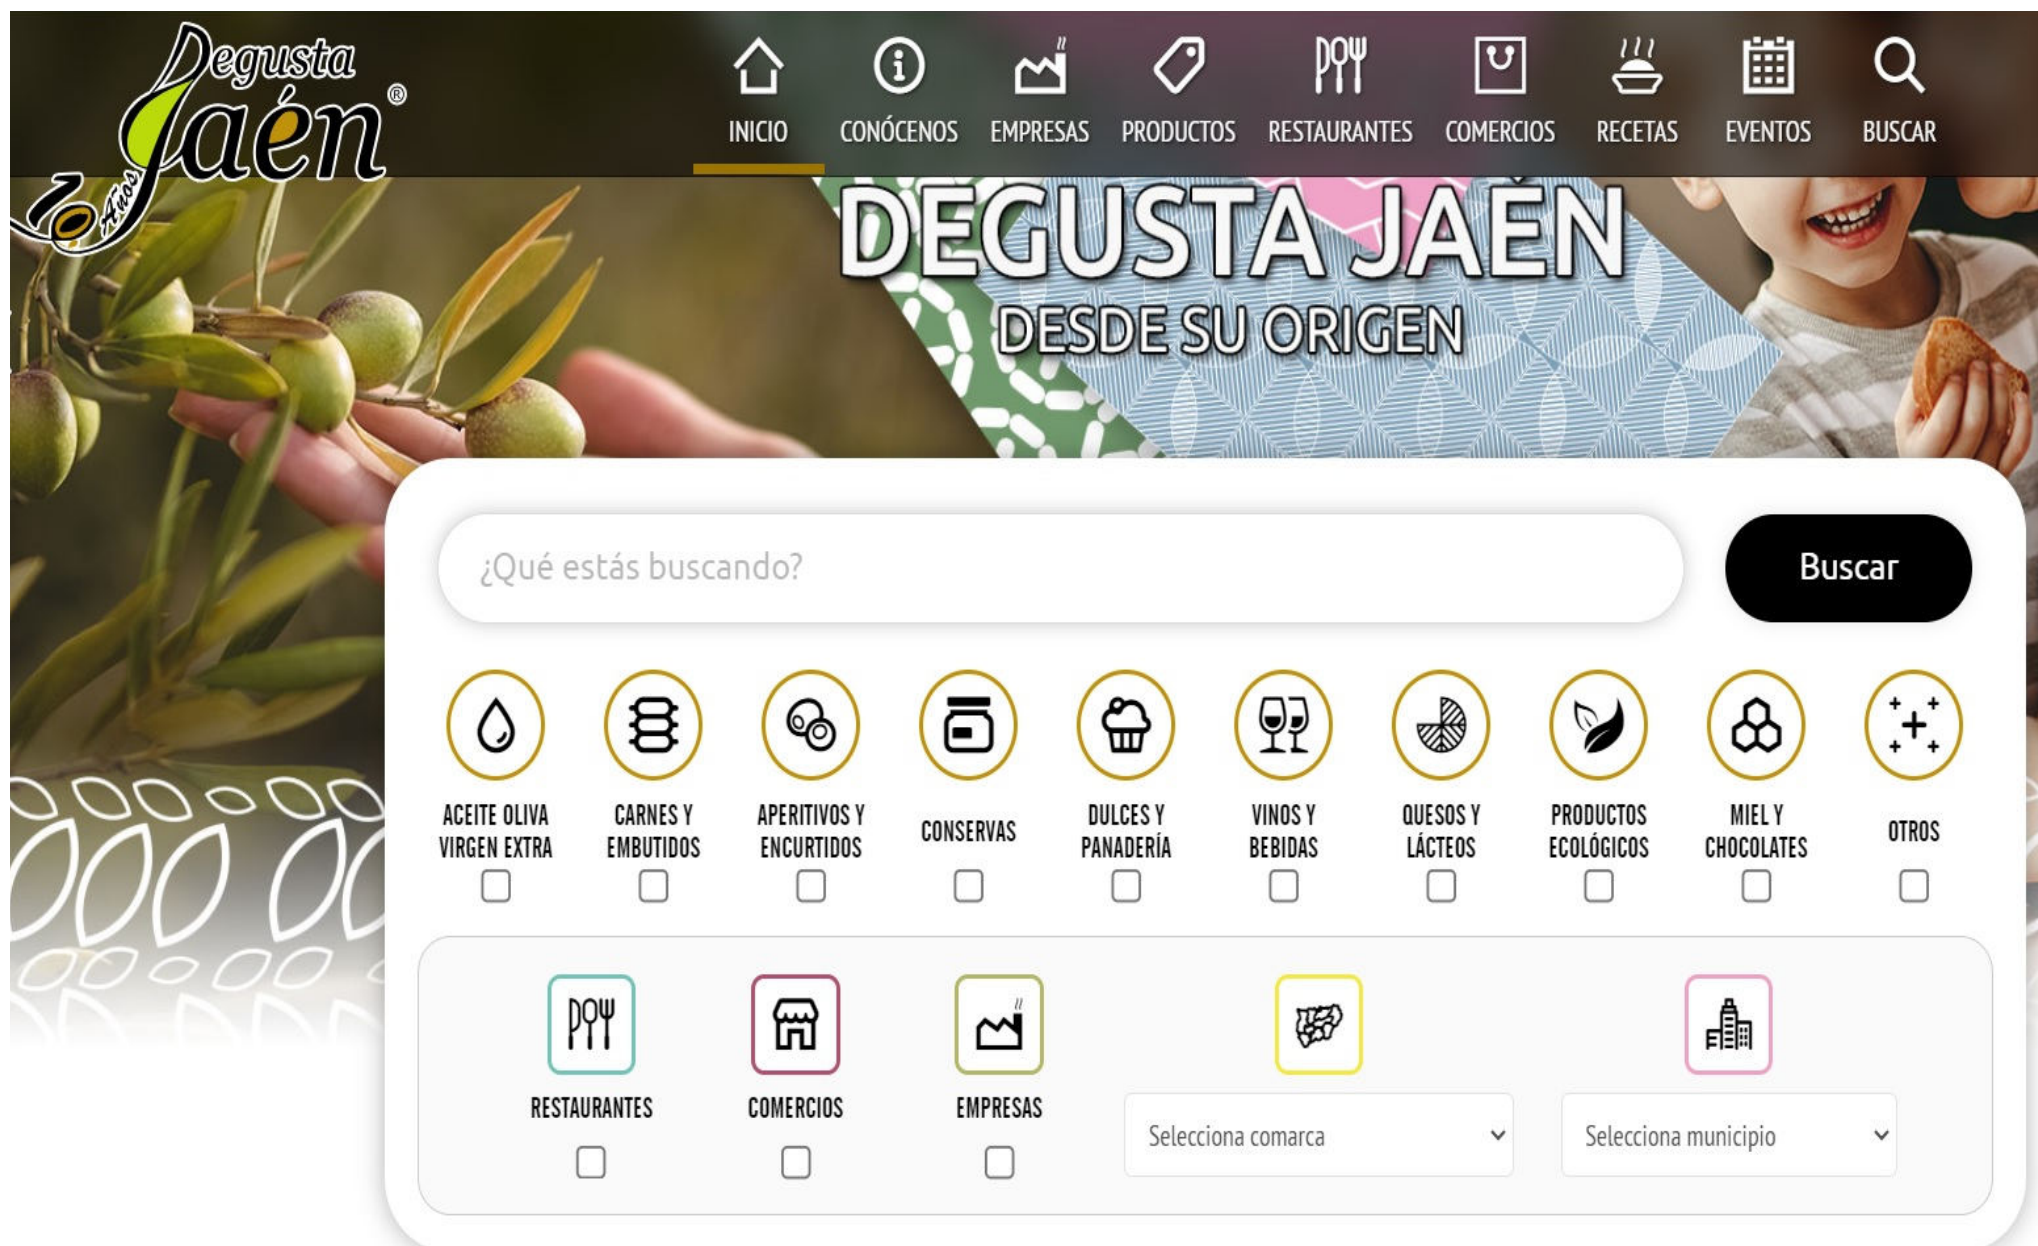 Degusta
Jaén®
10 Años
INICIO
CONÓCENOS
EMPRESAS
PRODUCTOS
RESTAURANTES
COMERCIOS
RECETAS
EVENTOS
BUSCAR
DEGUSTA JAÉN
DESDE SU ORIGEN
¿Qué estás buscando?
Buscar
ACEITE OLIVA
VIRGEN EXTRA
CARNES Y
EMBUTIDOS
APERITIVOS Y
ENCURTIDOS
CONSERVAS
DULCES Y
PANADERÍA
VINOS Y
BEBIDAS
QUESOS Y
LÁCTEOS
PRODUCTOS
ECOLÓGICOS
MIEL Y
CHOCOLATES
OTROS
RESTAURANTES
COMERCIOS
EMPRESAS
Selecciona comarca
Selecciona municipio